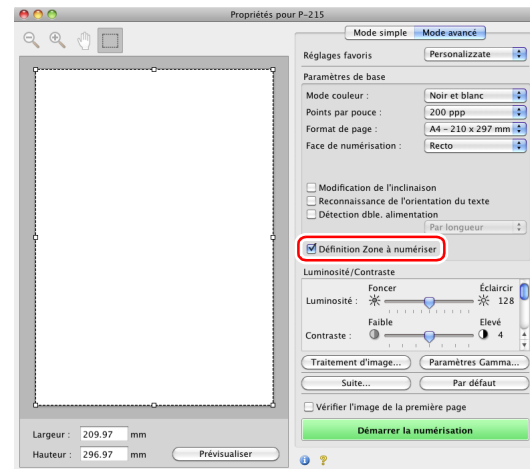 Propriétés pour P-215
Mode simple Mode avancé
Réglages favoris Personalizzate
Paramètres de base
Mode couleur : Noir et blanc
Points par pouce : 200 ppp
Format de page : A4 – 210 x 297 mm
Face de numérisation : Recto
Modification de l'inclinaison
Reconnaissance de l'orientation du texte
Détection dble. alimentation
Par longueur
Définition Zone à numériser
Luminosité/Contraste
Foncer Éclaircir
Luminosité : 128
Faible Elevé
Contraste : 4
Traitement d'image... Paramètres Gamma...
Suite... Par défaut
Vérifier l'image de la première page
Démarrer la numérisation
Largeur : 209.97 mm
Hauteur : 296.97 mm
Prévisualiser